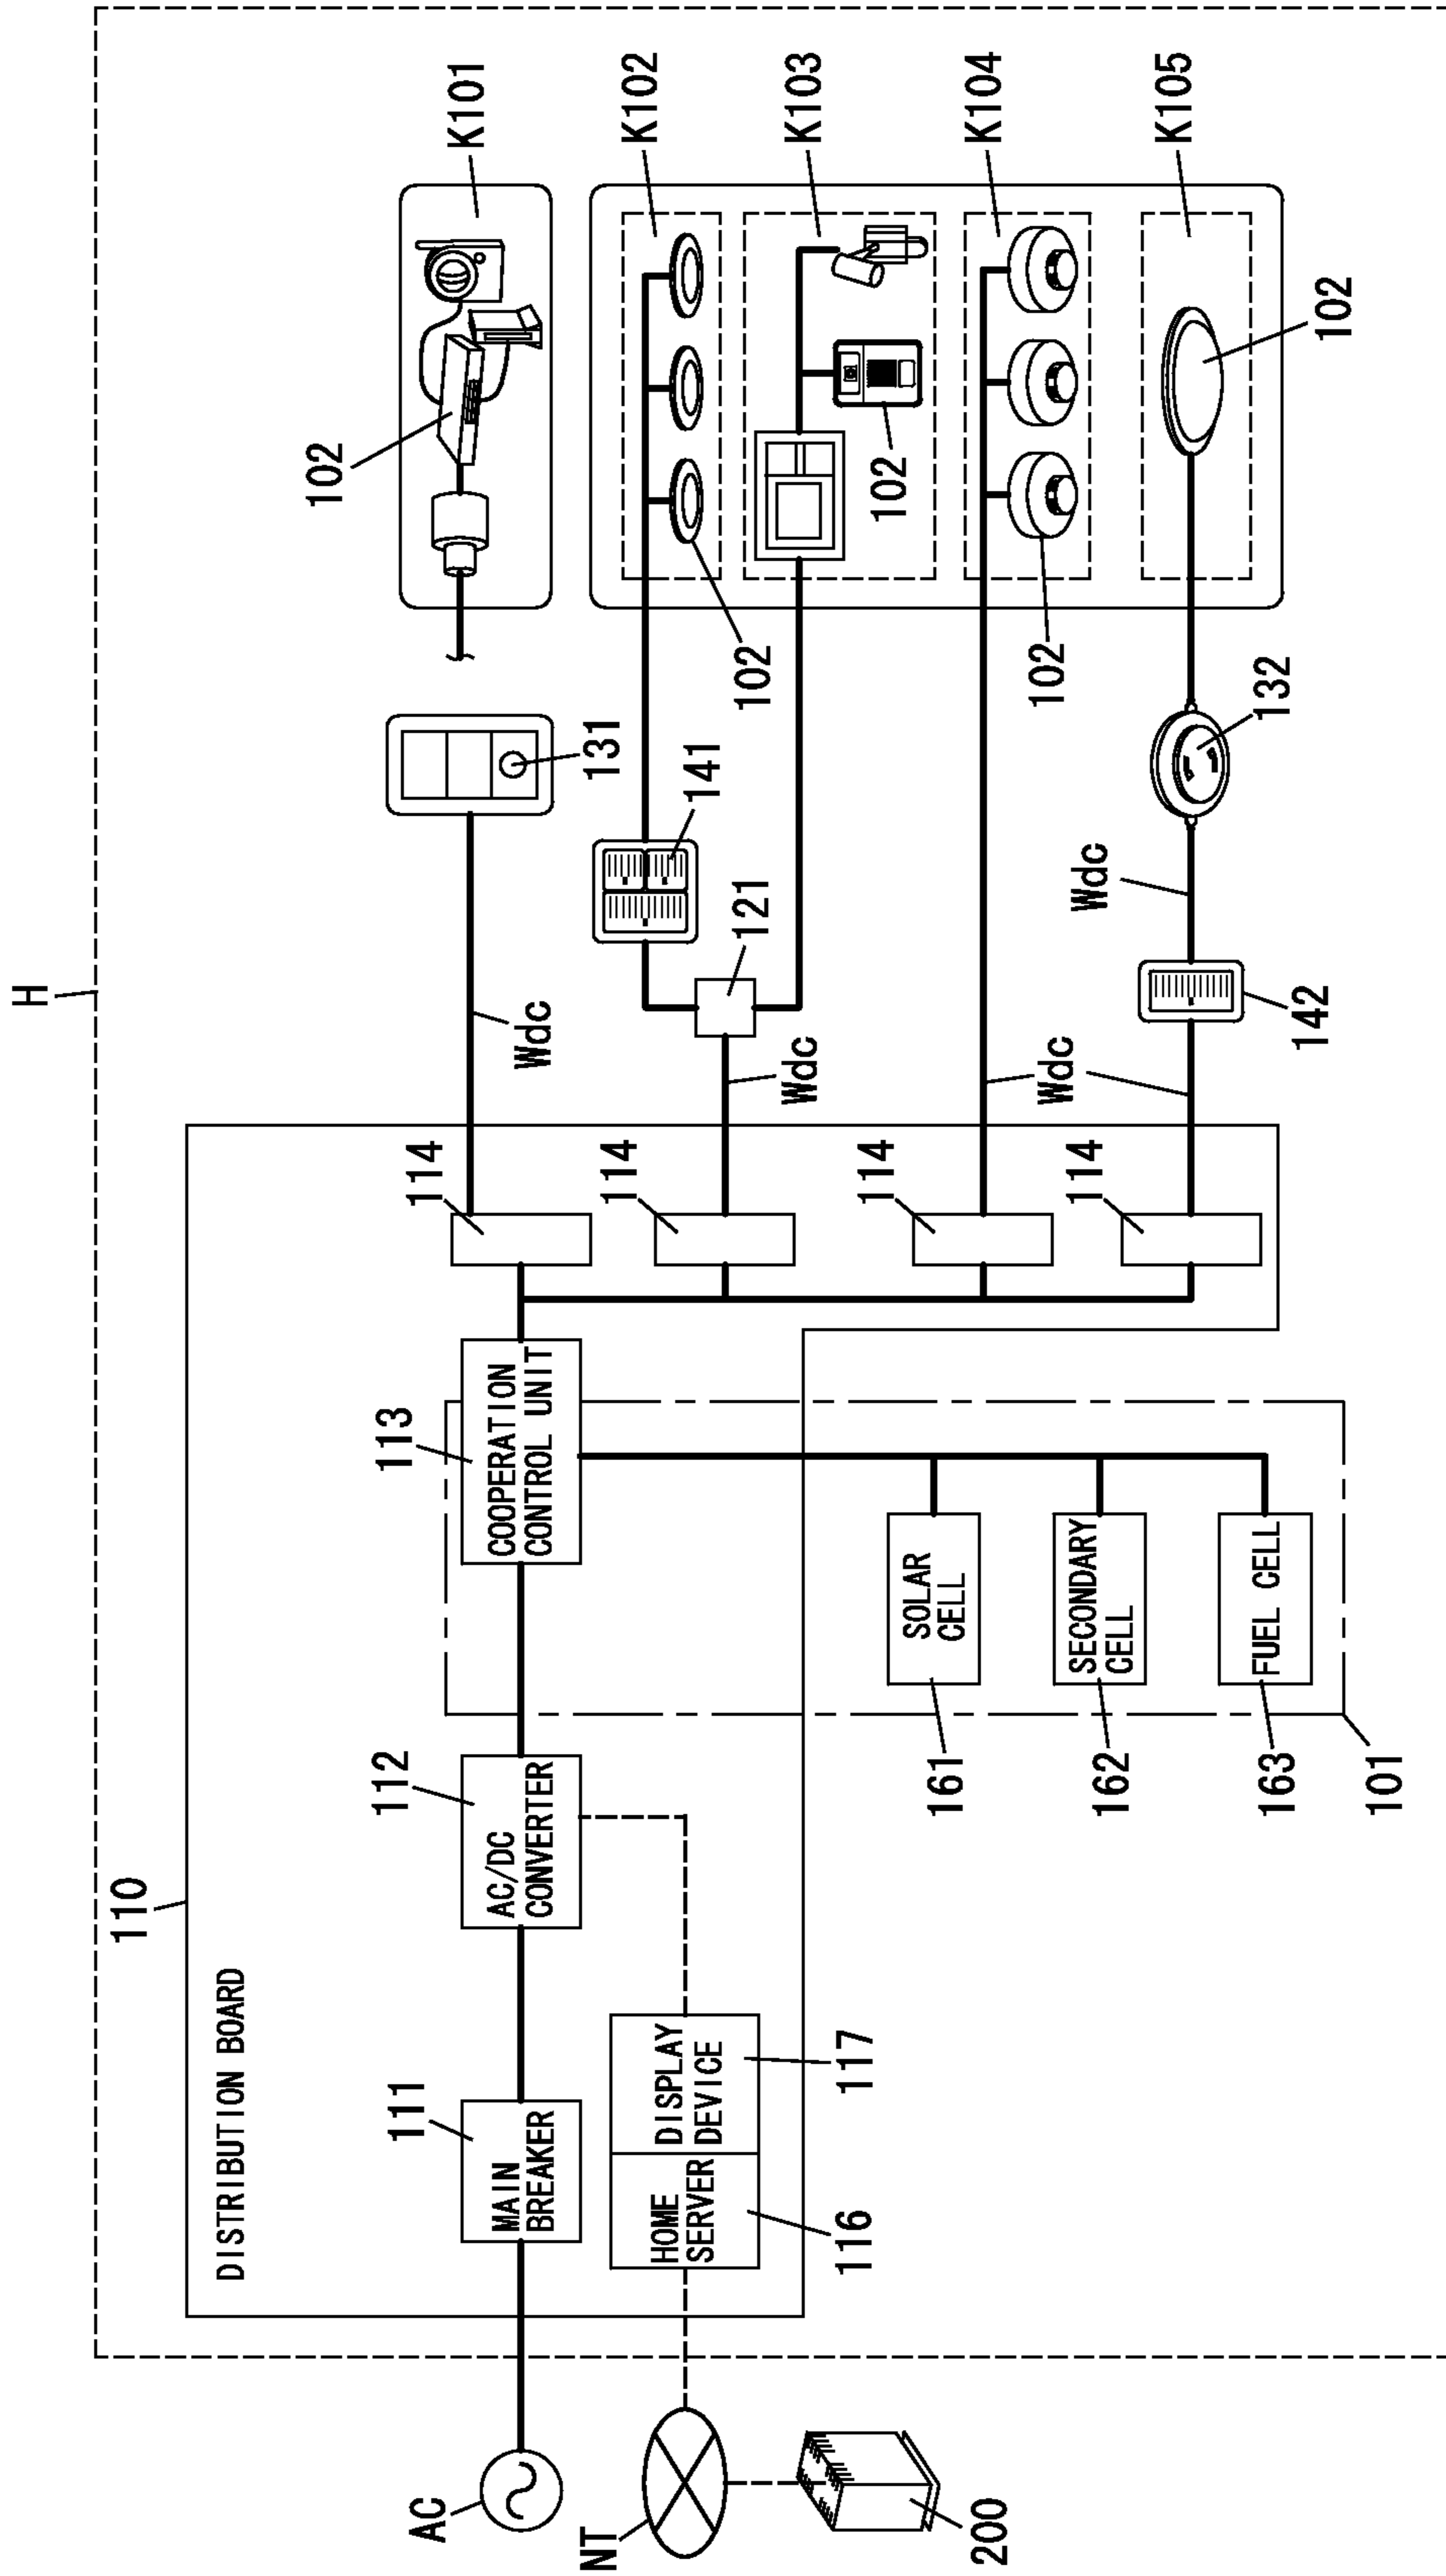 H
110
DISTRIBUTION BOARD
AC
111
MAIN
BREAKER
112
AC/DC
CONVERTER
113
COOPERATION
CONTROL UNIT
114
114
114
114
NT
200
HOME
SERVER
116
DISPLAY
DEVICE
117
SOLAR
CELL
161
SECONDARY
CELL
162
FUEL CELL
163
101
Wdc
Wdc
Wdc
Wdc
131
121
141
142
132
102
102
102
102
102
K101
K102
K103
K104
K105